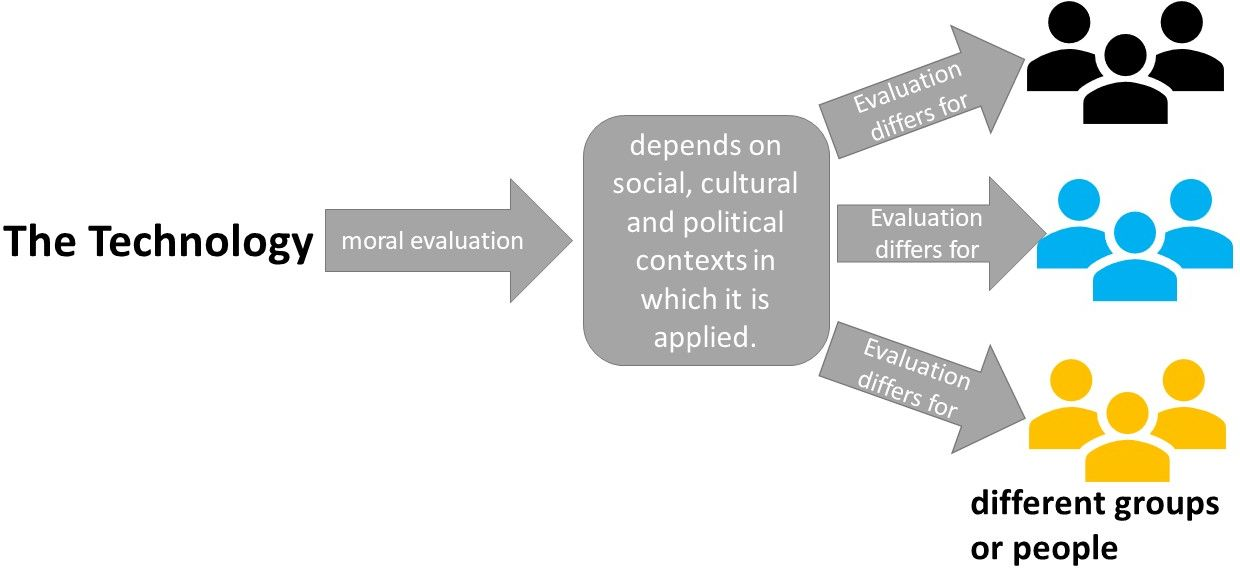 The Technology
moral evaluation
depends on
social, cultural
and political
contexts in
which it is
applied.
Evaluation
differs for
Evaluation
differs for
Evaluation
differs for
different groups
or people